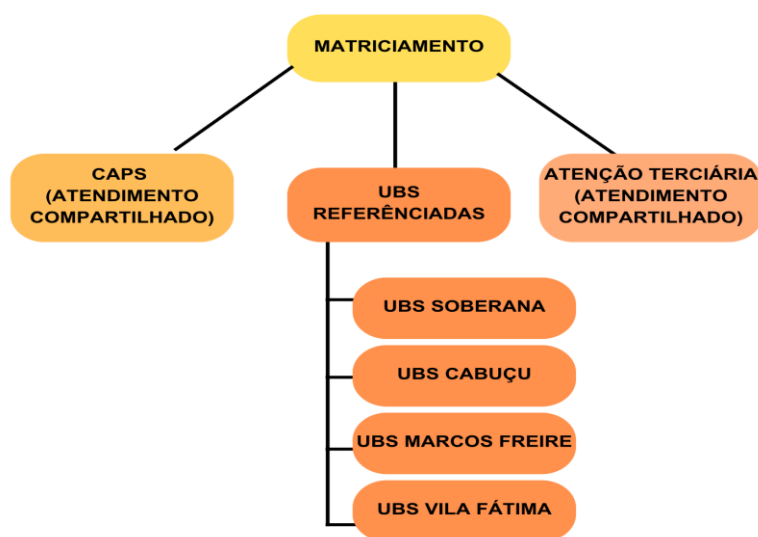 MATRICIAMENTO
CAPS
(ATENDIMENTO
COMPARTILHADO)
UBS
REFERÊNCIADAS
ATENÇÃO TERCIÁRIA
(ATENDIMENTO
COMPARTILHADO)
UBS SOBERANA
UBS CABUÇU
UBS MARCOS FREIRE
UBS VILA FÁTIMA